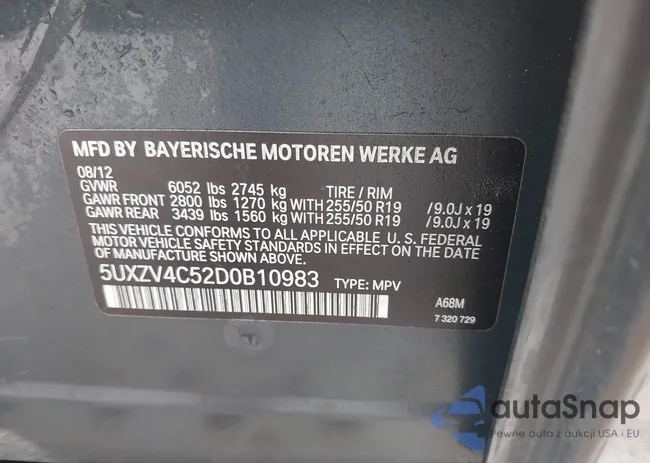 MFD BY BAYERISCHE MOTOREN WERKE AG
08/12
GVWR 6052 lbs 2745 kg TIRE / RIM
GAWR FRONT 2800 lbs 1270 kg WITH 255/50 R19 /9.0J x 19
GAWR REAR 3439 lbs 1560 kg WITH 255/50 R19 /9.0J x 19
THIS VEHICLE CONFORMS TO ALL APPLICABLE U. S. FEDERAL
MOTOR VEHICLE SAFETY STANDARDS IN EFFECT ON THE DATE
OF MANUFACTURE SHOWN ABOVE.
5UXZV4C52D0B10983 TYPE: MPV
A68M
7 320 729
autaSnap
Pewne auta z aukcji USA i EU